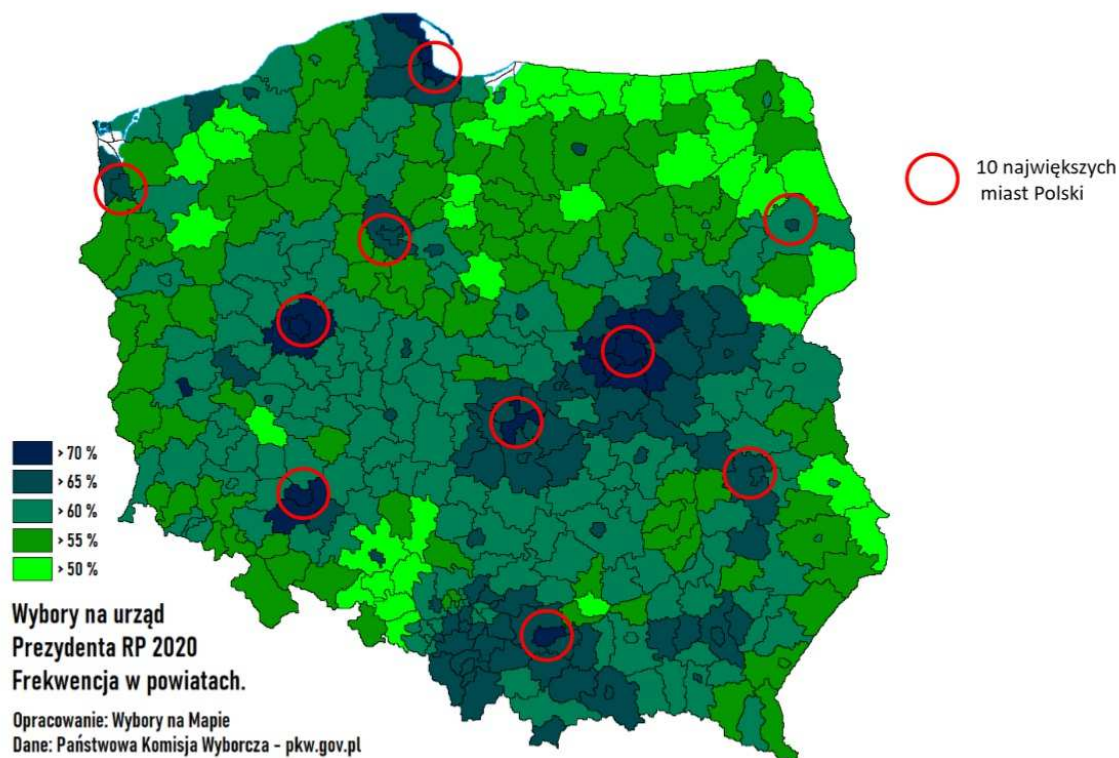 10 największych
miast Polski
> 70 %
> 65 %
> 60 %
> 55 %
> 50 %
Wybory na urząd
Prezydenta RP 2020
Frekwencja w powiatach.
Opracowanie: Wybory na Mapie
Dane: Państwowa Komisja Wyborcza - pkw.gov.pl